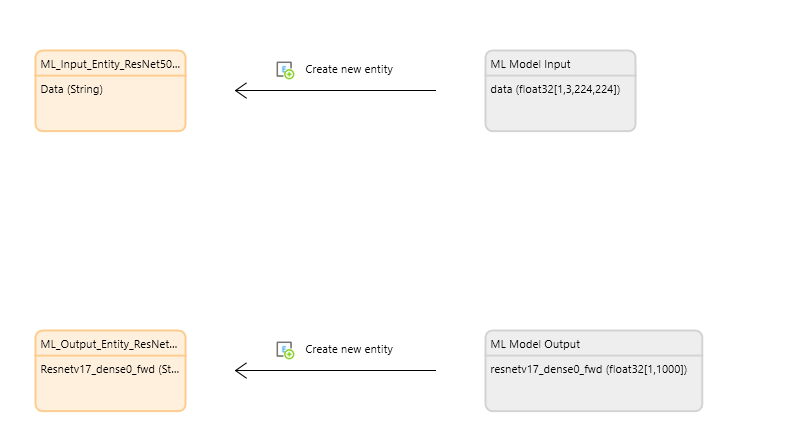 ML_Input_Entity_ResNet50...
Data (String)
Create new entity
ML Model Input
data (float32[1,3,224,224])
ML_Output_Entity_ResNet...
Resnetv17_dense0_fwd (St...
Create new entity
ML Model Output
resnetv17_dense0_fwd (float32[1,1000])